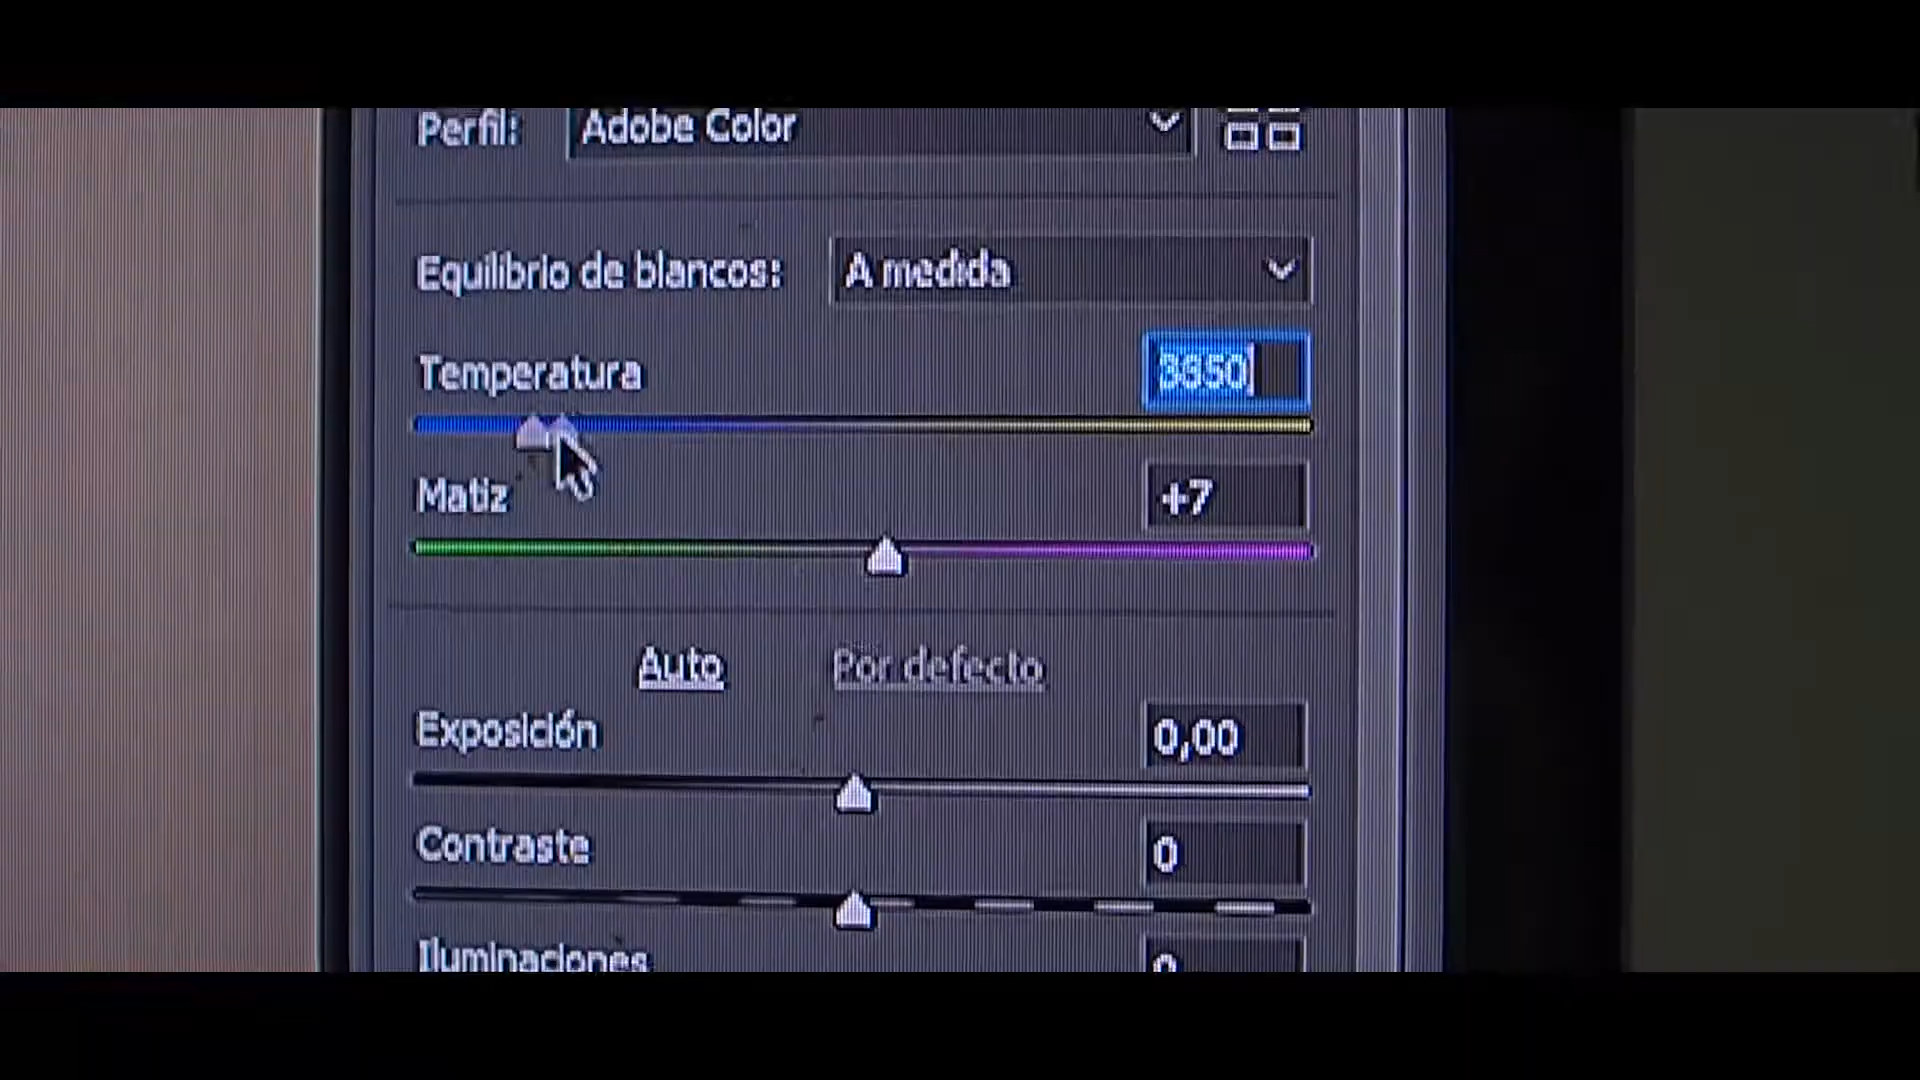 Perfil: Adobe Color
Equilibrio de blancos: A medida
Temperatura
Matiz +7
Auto Por defecto
Exposición 0,00
Contraste 0
Iluminaciones 0